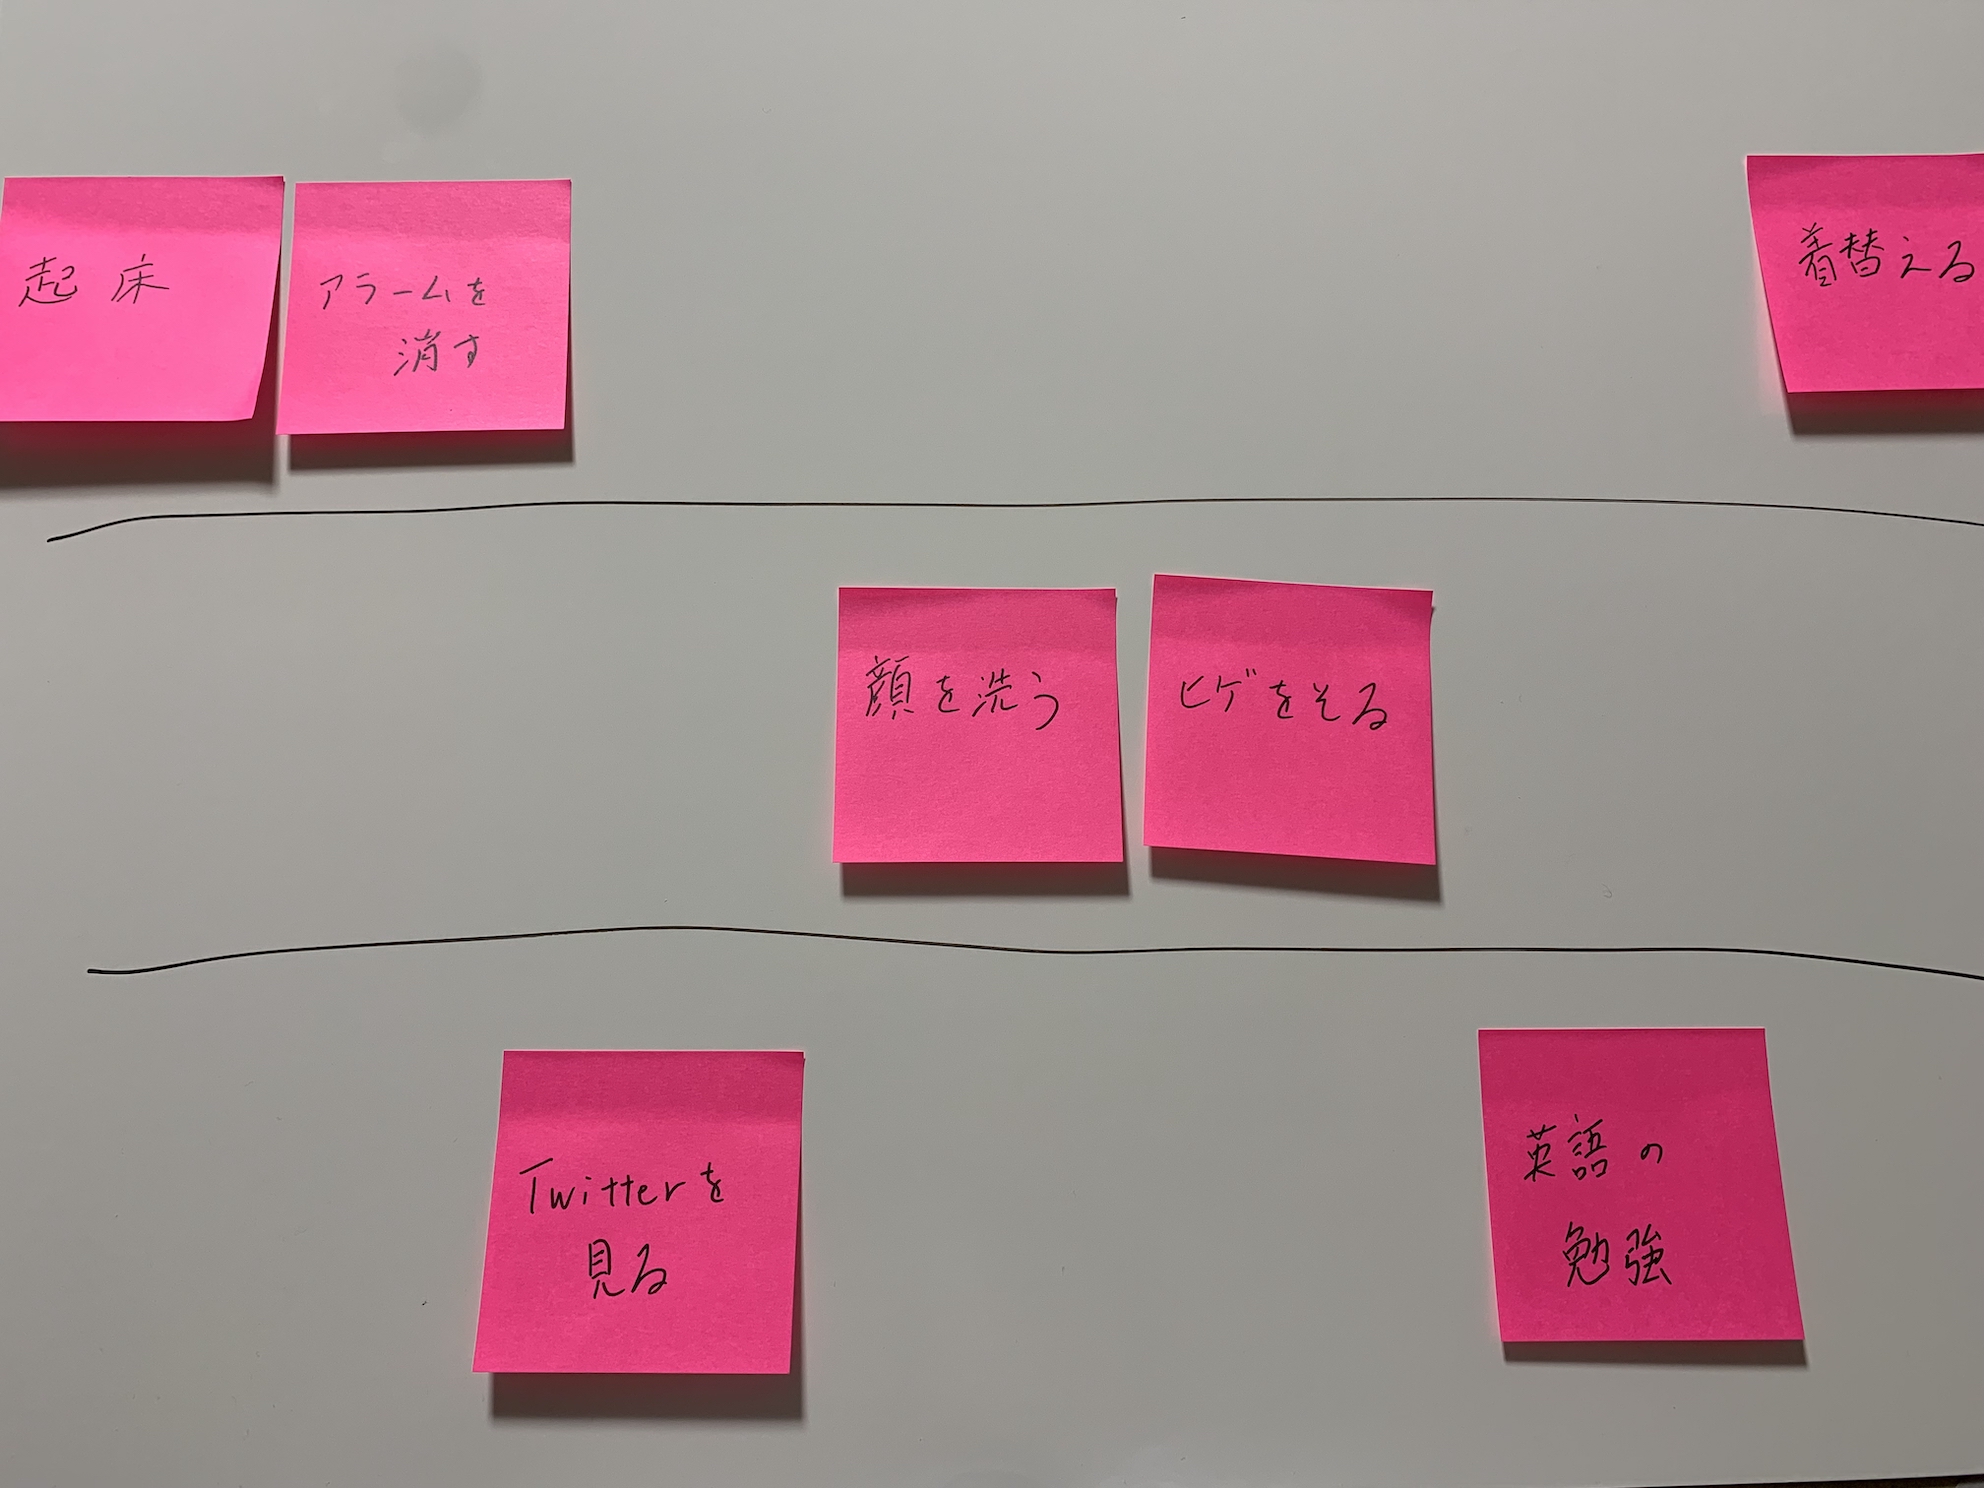 起床
アラームを
消す
着替える
顔を洗う
ヒゲをそる
Twitterを
見る
英語の
勉強